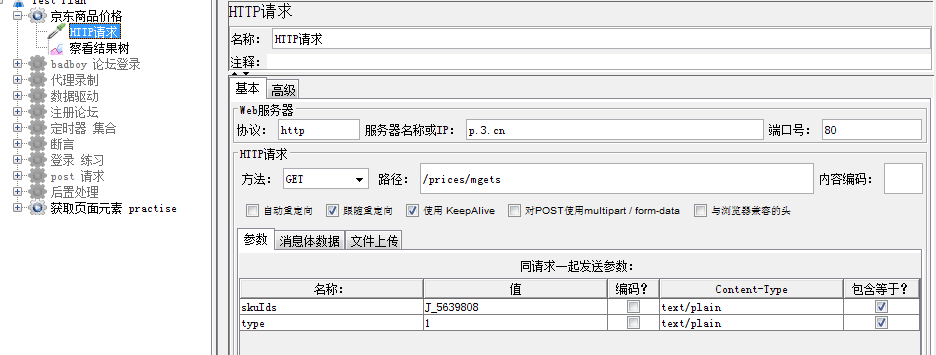 Test Plan
京东商品价格
HTTP请求
察看结果树
badboy 论坛登录
代理录制
数据驱动
注册论坛
定时器 集合
断言
登录 练习
post 请求
后置处理
获取页面元素 practise
HTTP请求
名称: HTTP请求
注释:
基本 高级
Web服务器
协议: http 服务器名称或IP: p.3.cn 端口号: 80
HTTP请求
方法: GET 路径: /prices/mgets 内容编码:
自动重定向 跟随重定向 使用 KeepAlive 对POST使用multipart / form-data 与浏览器兼容的头
参数 消息体数据 文件上传
同请求一起发送参数:
名称: 值 编码? Content-Type 包含等于?
skuIds J_5639808 text/plain
type 1 text/plain